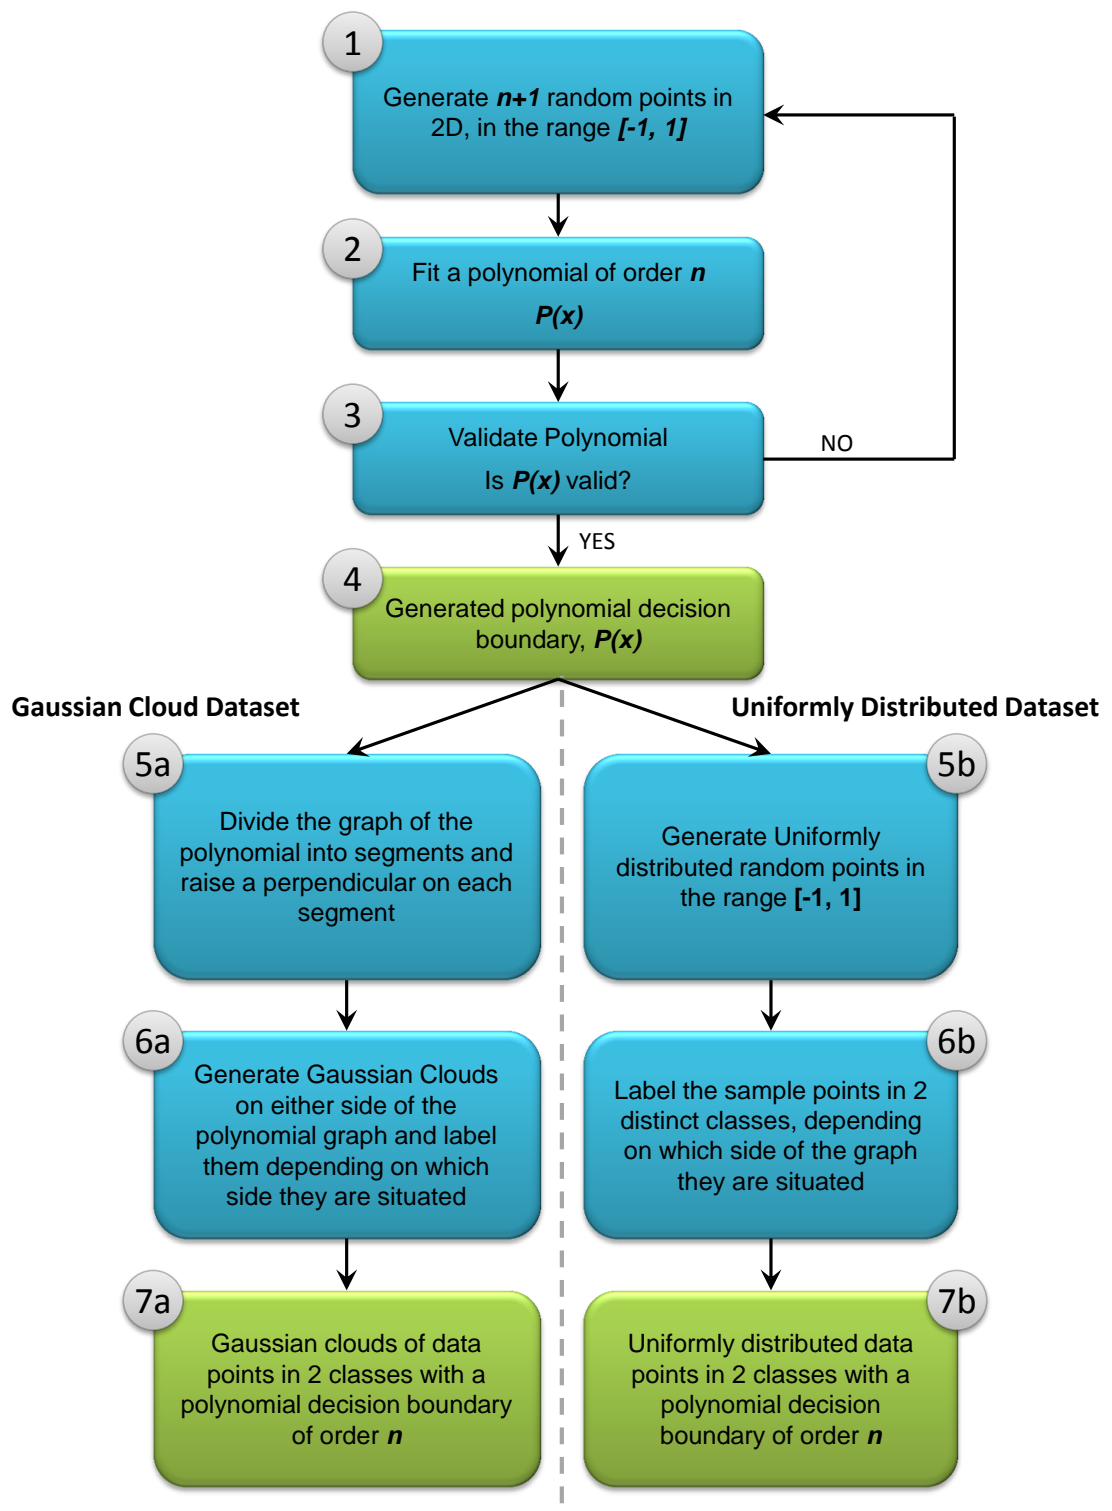 1
Generate n+1 random points in
2D, in the range [-1, 1]
2
Fit a polynomial of order n
P(x)
3
Validate Polynomial
Is P(x) valid?
NO
YES
4
Generated polynomial decision
boundary, P(x)
Gaussian Cloud Dataset
Uniformly Distributed Dataset
5a
Divide the graph of the
polynomial into segments and
raise a perpendicular on each
segment
5b
Generate Uniformly
distributed random points in
the range [-1, 1]
6a
Generate Gaussian Clouds
on either side of the
polynomial graph and label
them depending on which
side they are situated
6b
Label the sample points in 2
distinct classes, depending
on which side of the graph
they are situated
7a
Gaussian clouds of data
points in 2 classes with a
polynomial decision boundary
of order n
7b
Uniformly distributed data
points in 2 classes with a
polynomial decision
boundary of order n